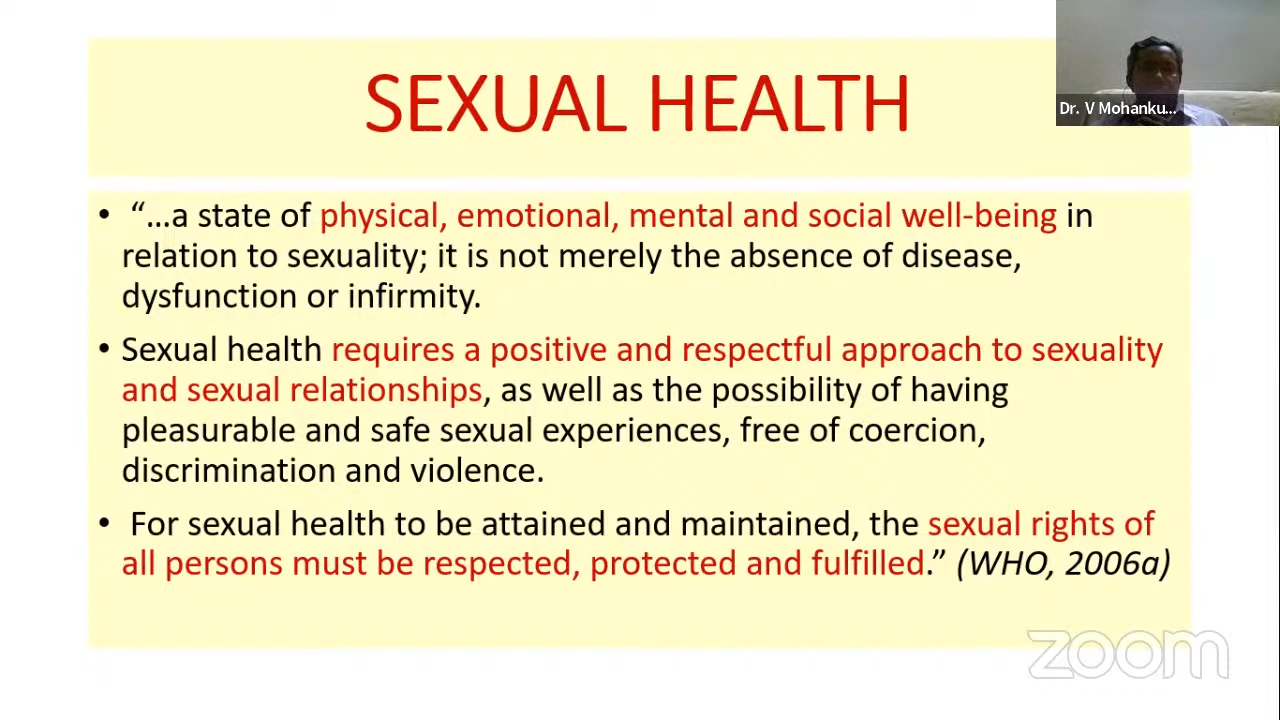 SEXUAL HEALTH
Dr. V Mohanku...
• “...a state of physical, emotional, mental and social well-being in
relation to sexuality; it is not merely the absence of disease,
dysfunction or infirmity.
• Sexual health requires a positive and respectful approach to sexuality
and sexual relationships, as well as the possibility of having
pleasurable and safe sexual experiences, free of coercion,
discrimination and violence.
• For sexual health to be attained and maintained, the sexual rights of
all persons must be respected, protected and fulfilled.” (WHO, 2006a)
zoom